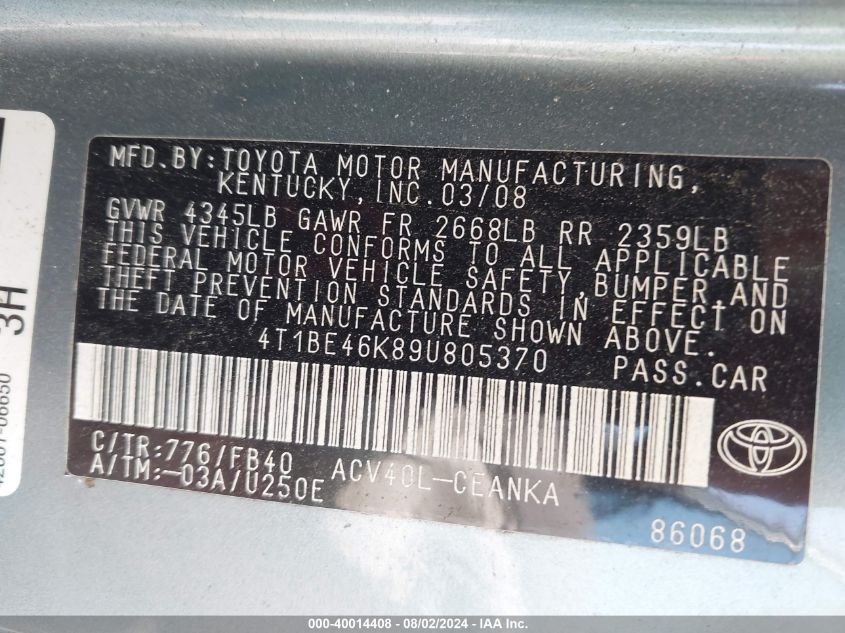 MFD.BY:TOYOTA MOTOR MANUFACTURING,
KENTUCKY,INC.03/08
GVWR 4345LB GAWR FR 2668LB RR 2359LB
THIS VEHICLE CONFORMS TO ALL APPLICABLE
FEDERAL MOTOR VEHICLE SAFETY,BUMPER,AND
THEFT PREVENTION STANDARDS IN EFFECT ON
THE DATE OF MANUFACTURE SHOWN ABOVE.
4T1BE46K89U805370
PASS.CAR
C/TR:776/FB40
A/TM:-03A/U250E
ACV40L-CEANKA
86068
3H
000-40014408 - 08/02/2024 - IAA Inc.